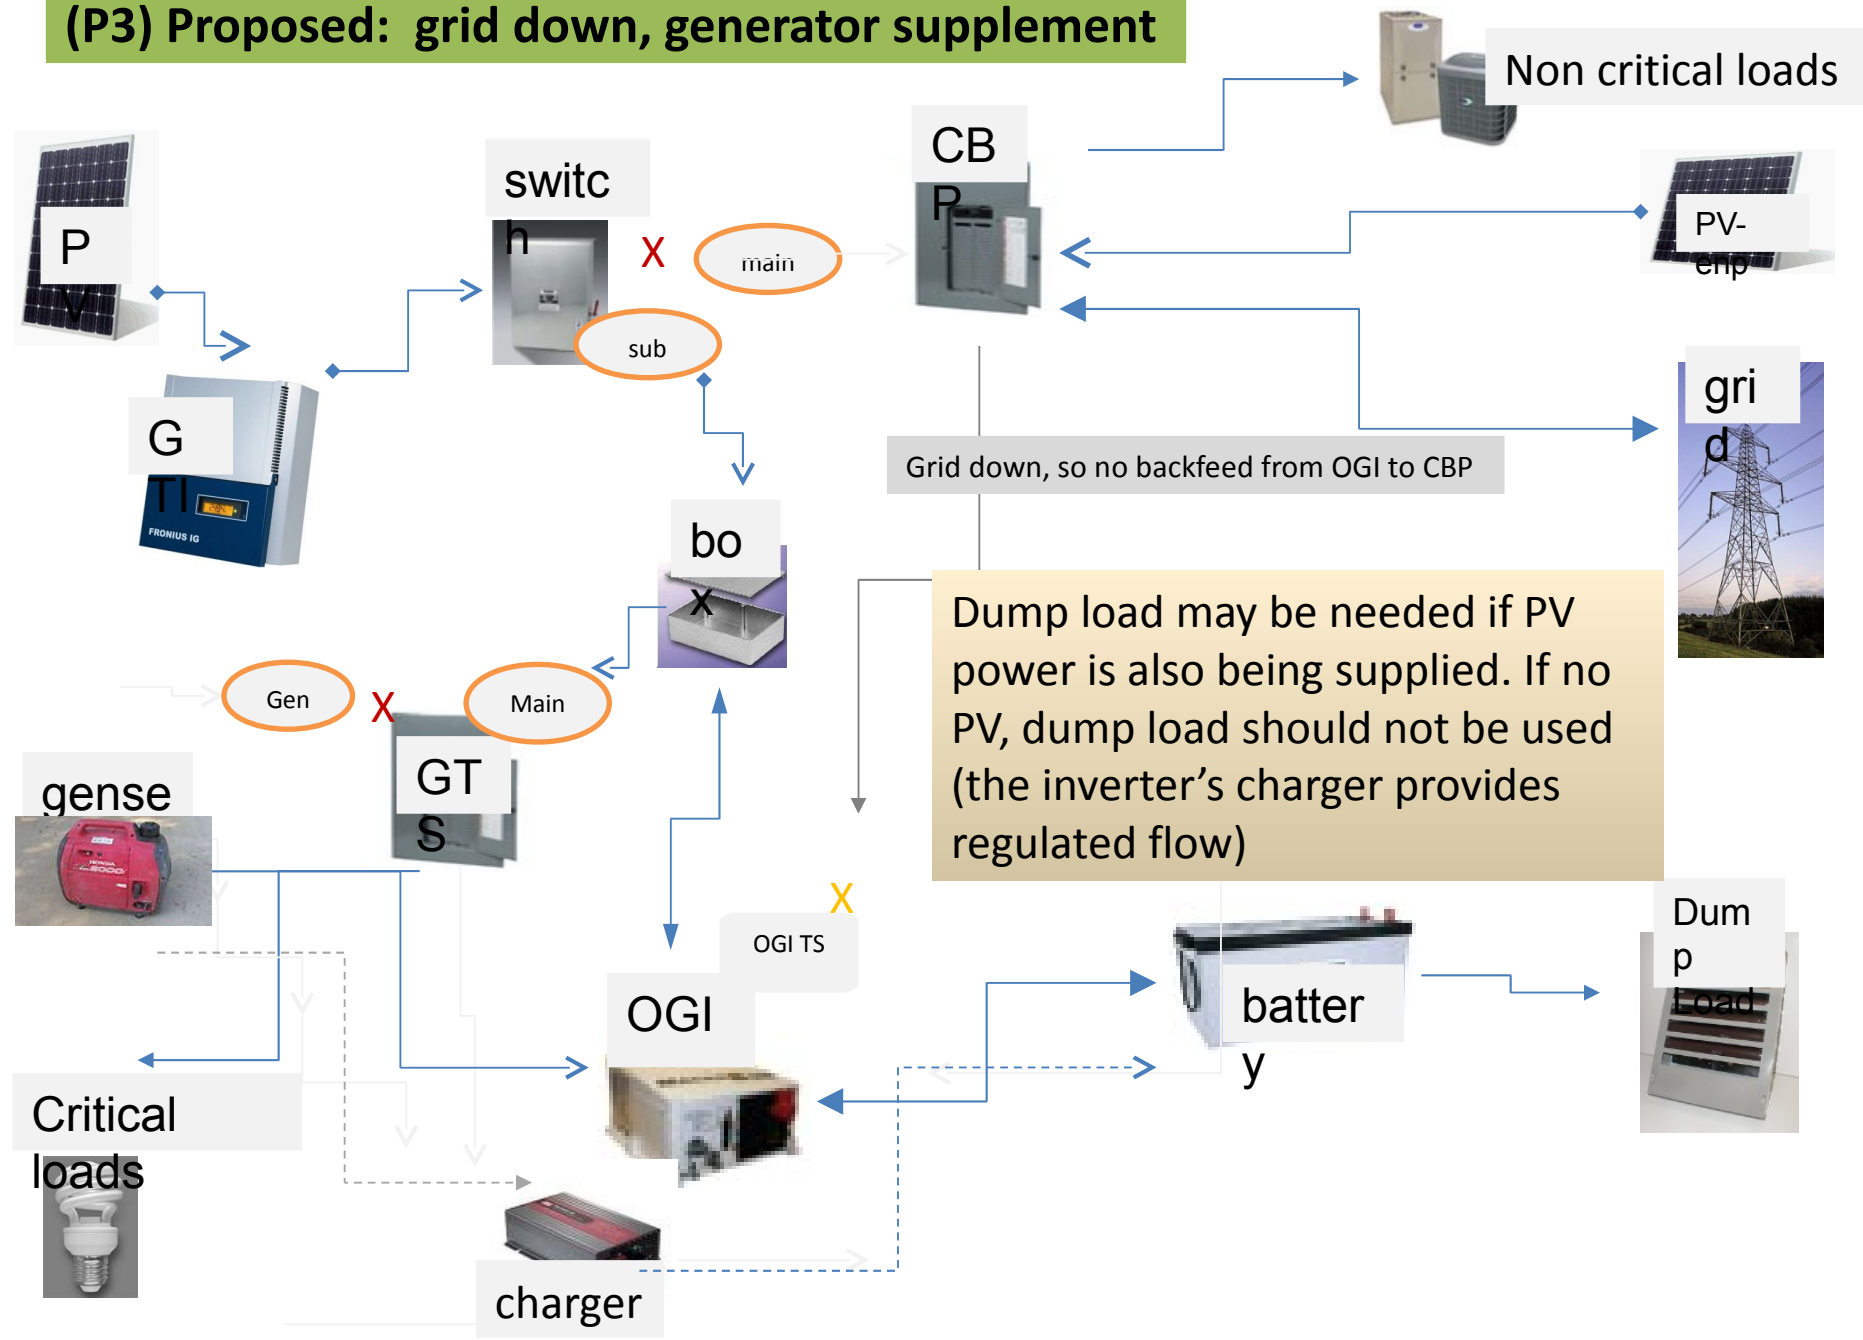 (P3) Proposed:  grid down, generator supplement
Non critical loads
CB
P
switc
h
X
main
sub
P
V
PV-
enp
G
TI
FRONIUS IG
gri
d
Grid down, so no backfeed from OGI to CBP
bo
x
Dump load may be needed if PV
power is also being supplied. If no
PV, dump load should not be used
(the inverter’s charger provides
regulated flow)
Gen
X
Main
GT
S
gense
X
OGI TS
OGI
batter
y
Dum
p
Load
Critical
loads
charger